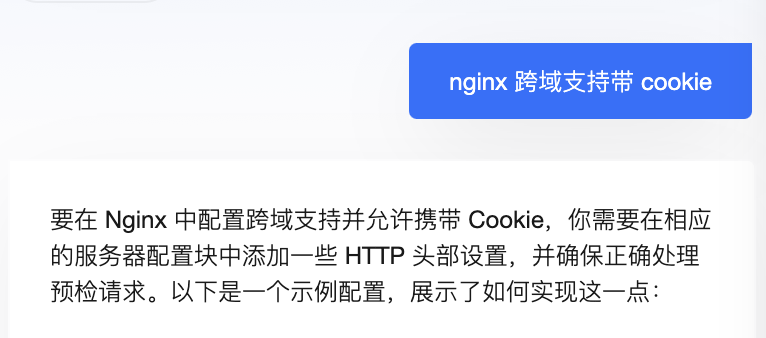 nginx 跨域支持带 cookie
要在 Nginx 中配置跨域支持并允许携带 Cookie，你需要在相应
的服务器配置块中添加一些 HTTP 头部设置，并确保正确处理
预检请求。以下是一个示例配置，展示了如何实现这一点：